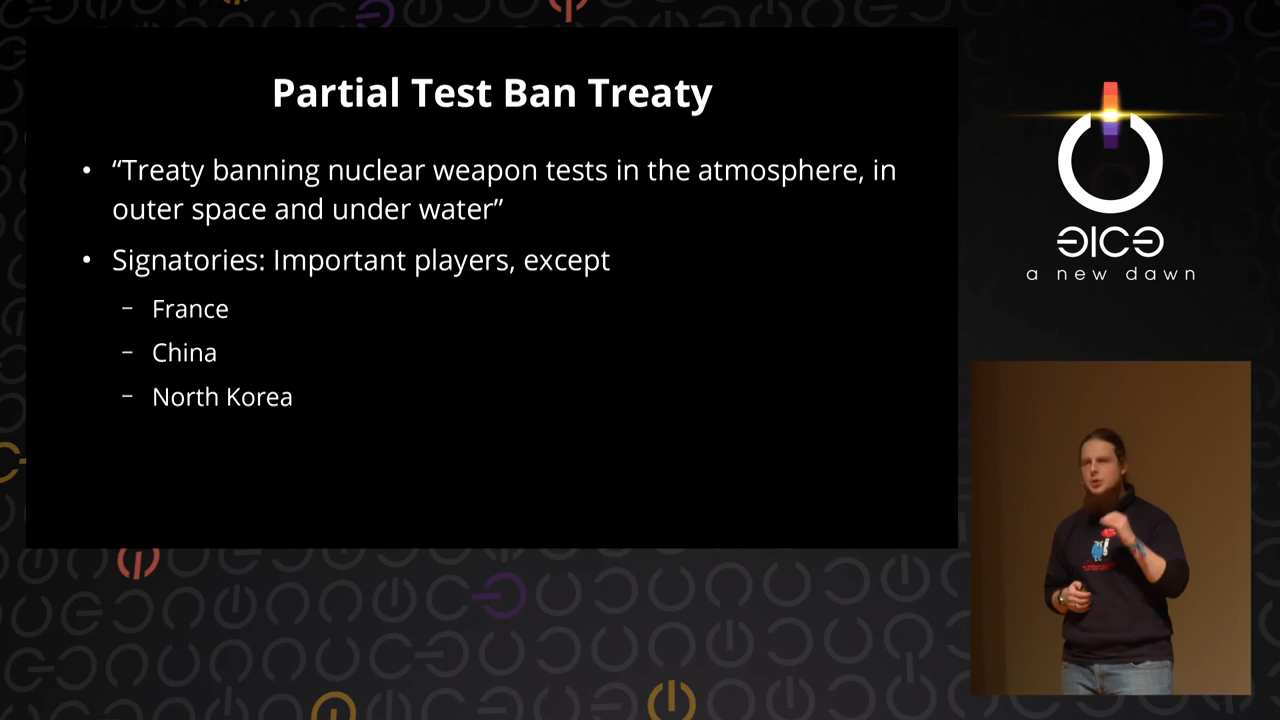 Partial Test Ban Treaty
• “Treaty banning nuclear weapon tests in the atmosphere, in
outer space and under water”
• Signatories: Important players, except
– France
– China
– North Korea
ЭICЭ
a new dawn